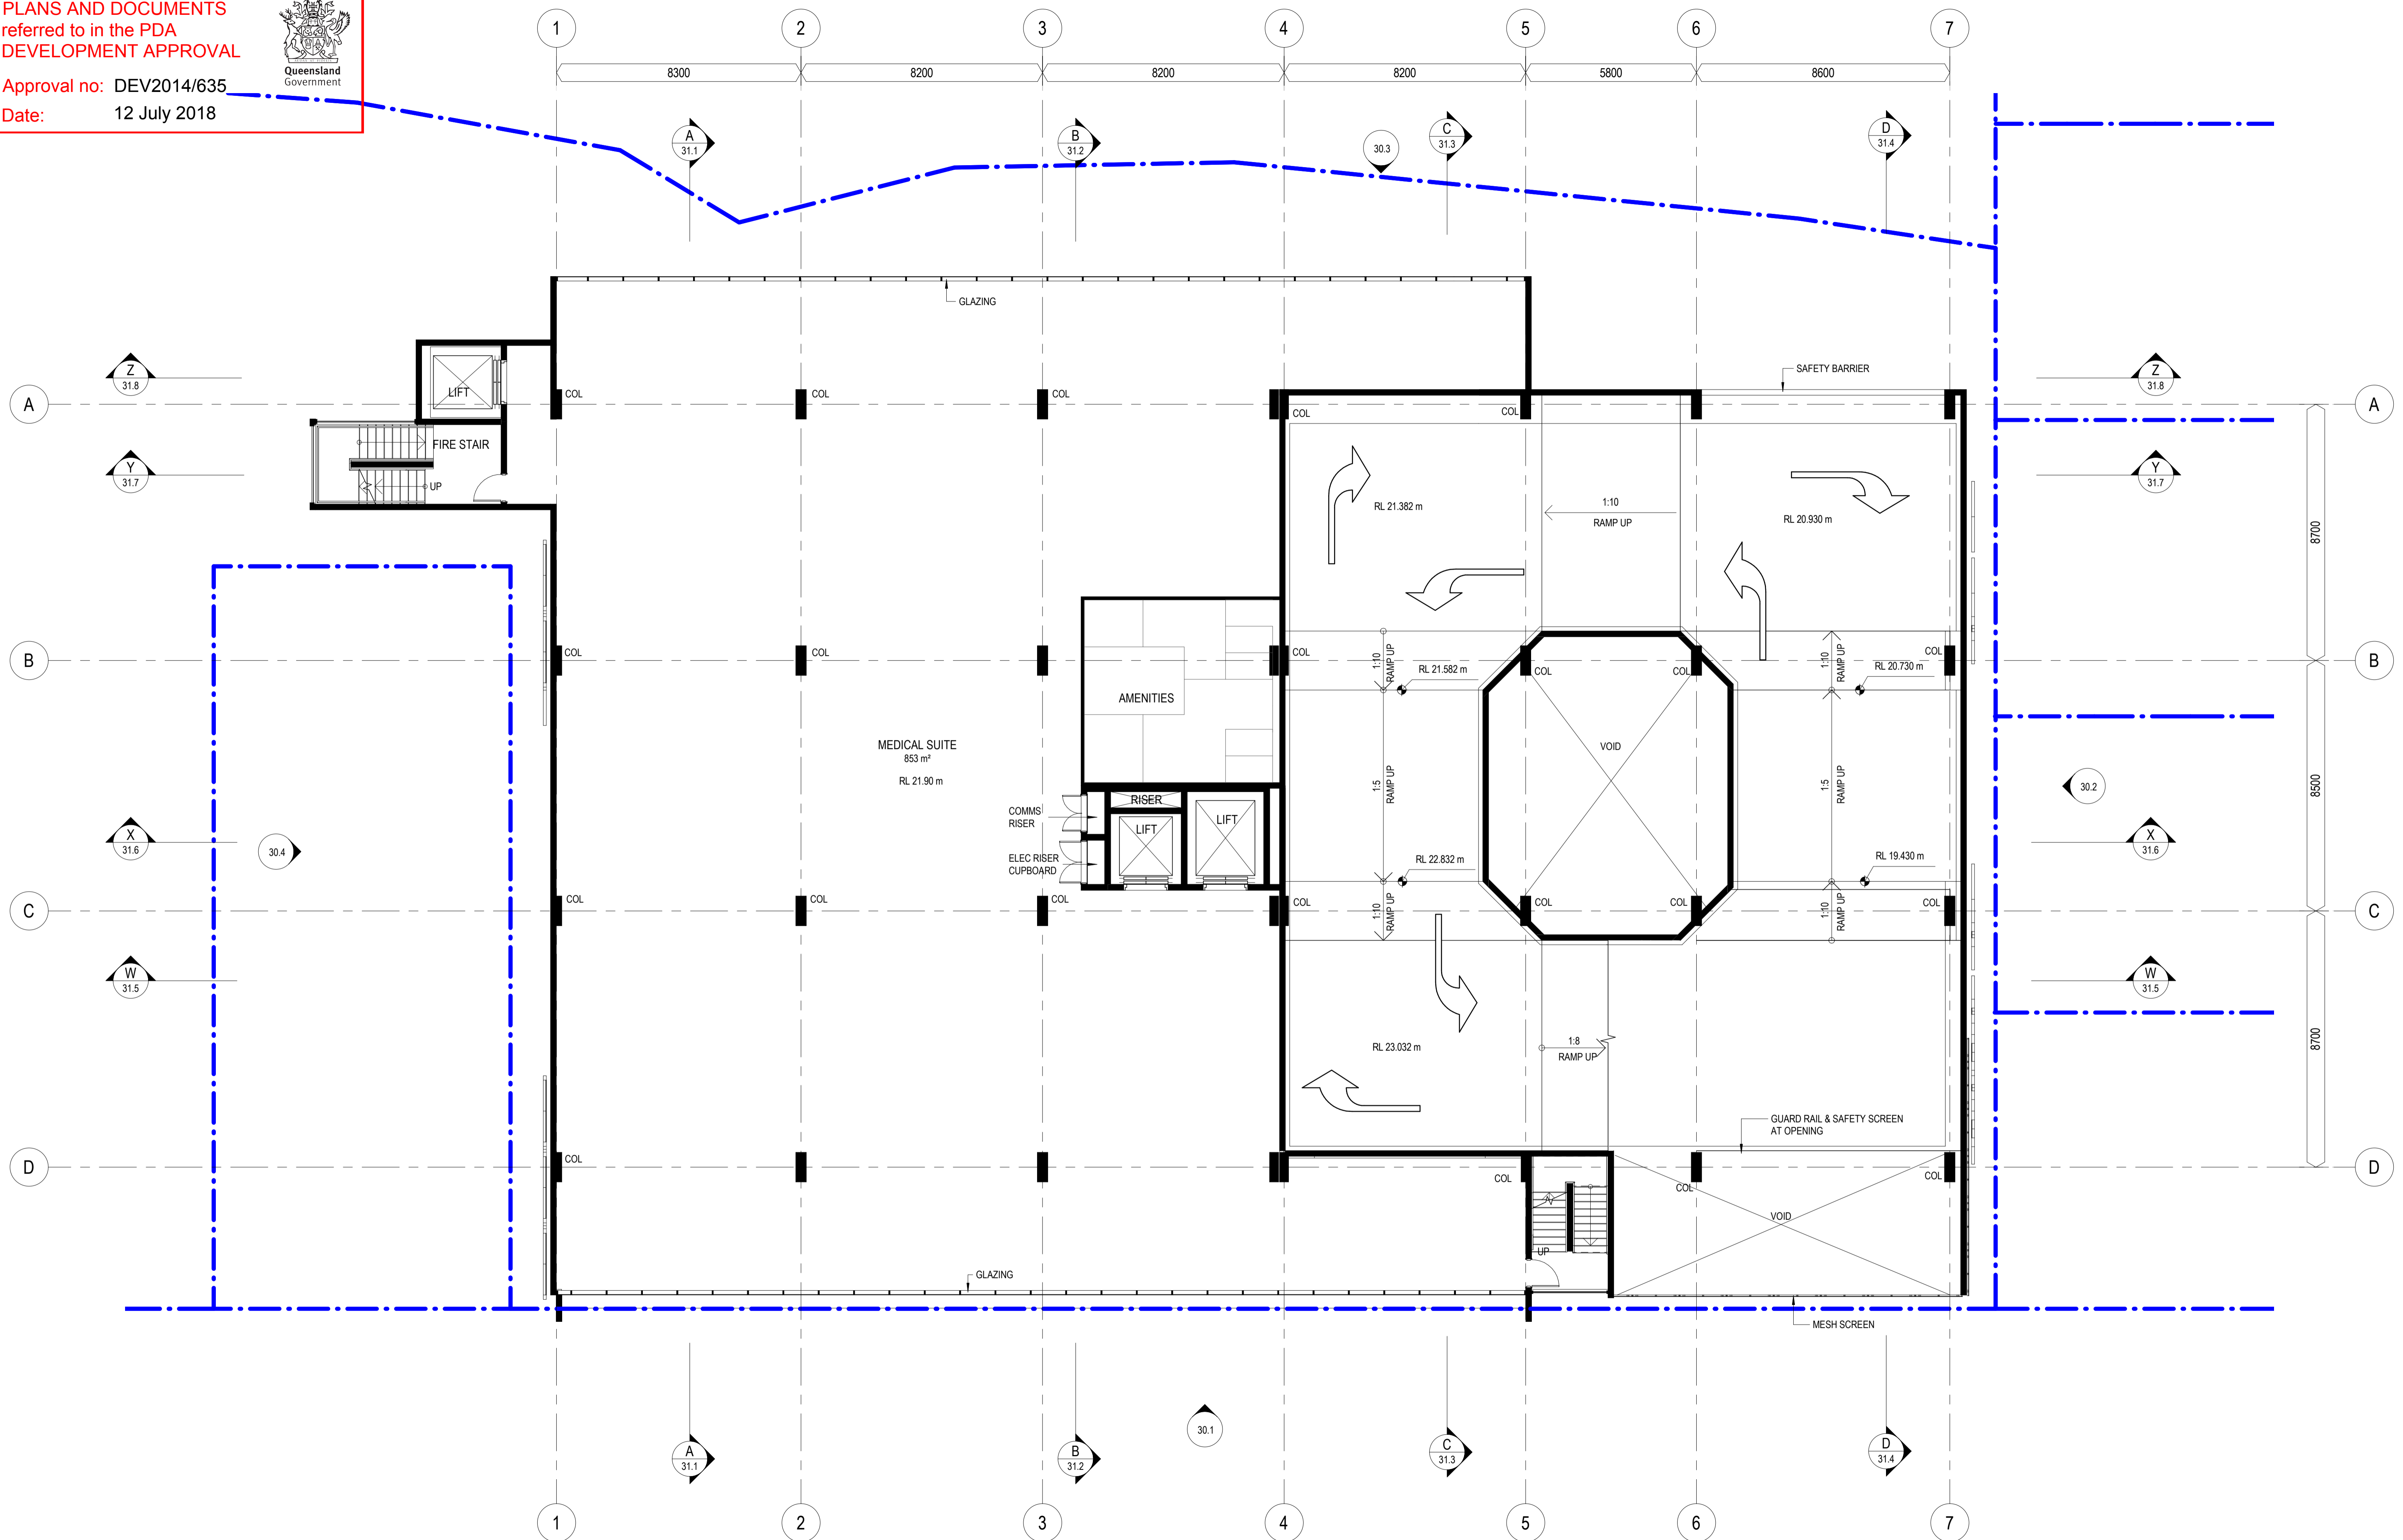 PLANS AND DOCUMENTS
referred to in the PDA
DEVELOPMENT APPROVAL
Queensland
Government
Approval no: DEV2014/635
Date: 12 July 2018
1 2 3 4 5 6 7
8300 8200 8200 8200 5800 8600
A
31.1
B
31.2
30.3
C
31.3
D
31.4
GLAZING
Z
31.8
LIFT
SAFETY BARRIER
Z
31.8
A
COL COL COL COL COL
A
FIRE STAIR
UP
Y
31.7
Y
31.7
RL 21.382 m
1:10
RAMP UP
RL 20.930 m
8700
B
COL COL COL COL COL COL
B
1:10
RAMP UP
RL 21.582 m
1:10
RAMP UP
RL 20.730 m
AMENITIES
MEDICAL SUITE
853 m²
RL 21.90 m
VOID
1:5
RAMP UP
1:5
RAMP UP
8500
30.2
COMMS
RISER
RISER
LIFT
LIFT
ELEC RISER
CUPBOARD
X
31.6
30.4
X
31.6
RL 22.832 m
RL 19.430 m
C
COL COL COL COL COL COL COL
C
1:10
RAMP UP
1:10
RAMP UP
W
31.5
W
31.5
RL 23.032 m
1:8
RAMP UP
8700
GUARD RAIL & SAFETY SCREEN
AT OPENING
D
COL COL COL COL
D
VOID
UP
GLAZING
MESH SCREEN
30.1
A
31.1
B
31.2
C
31.3
D
31.4
1 2 3 4 5 6 7